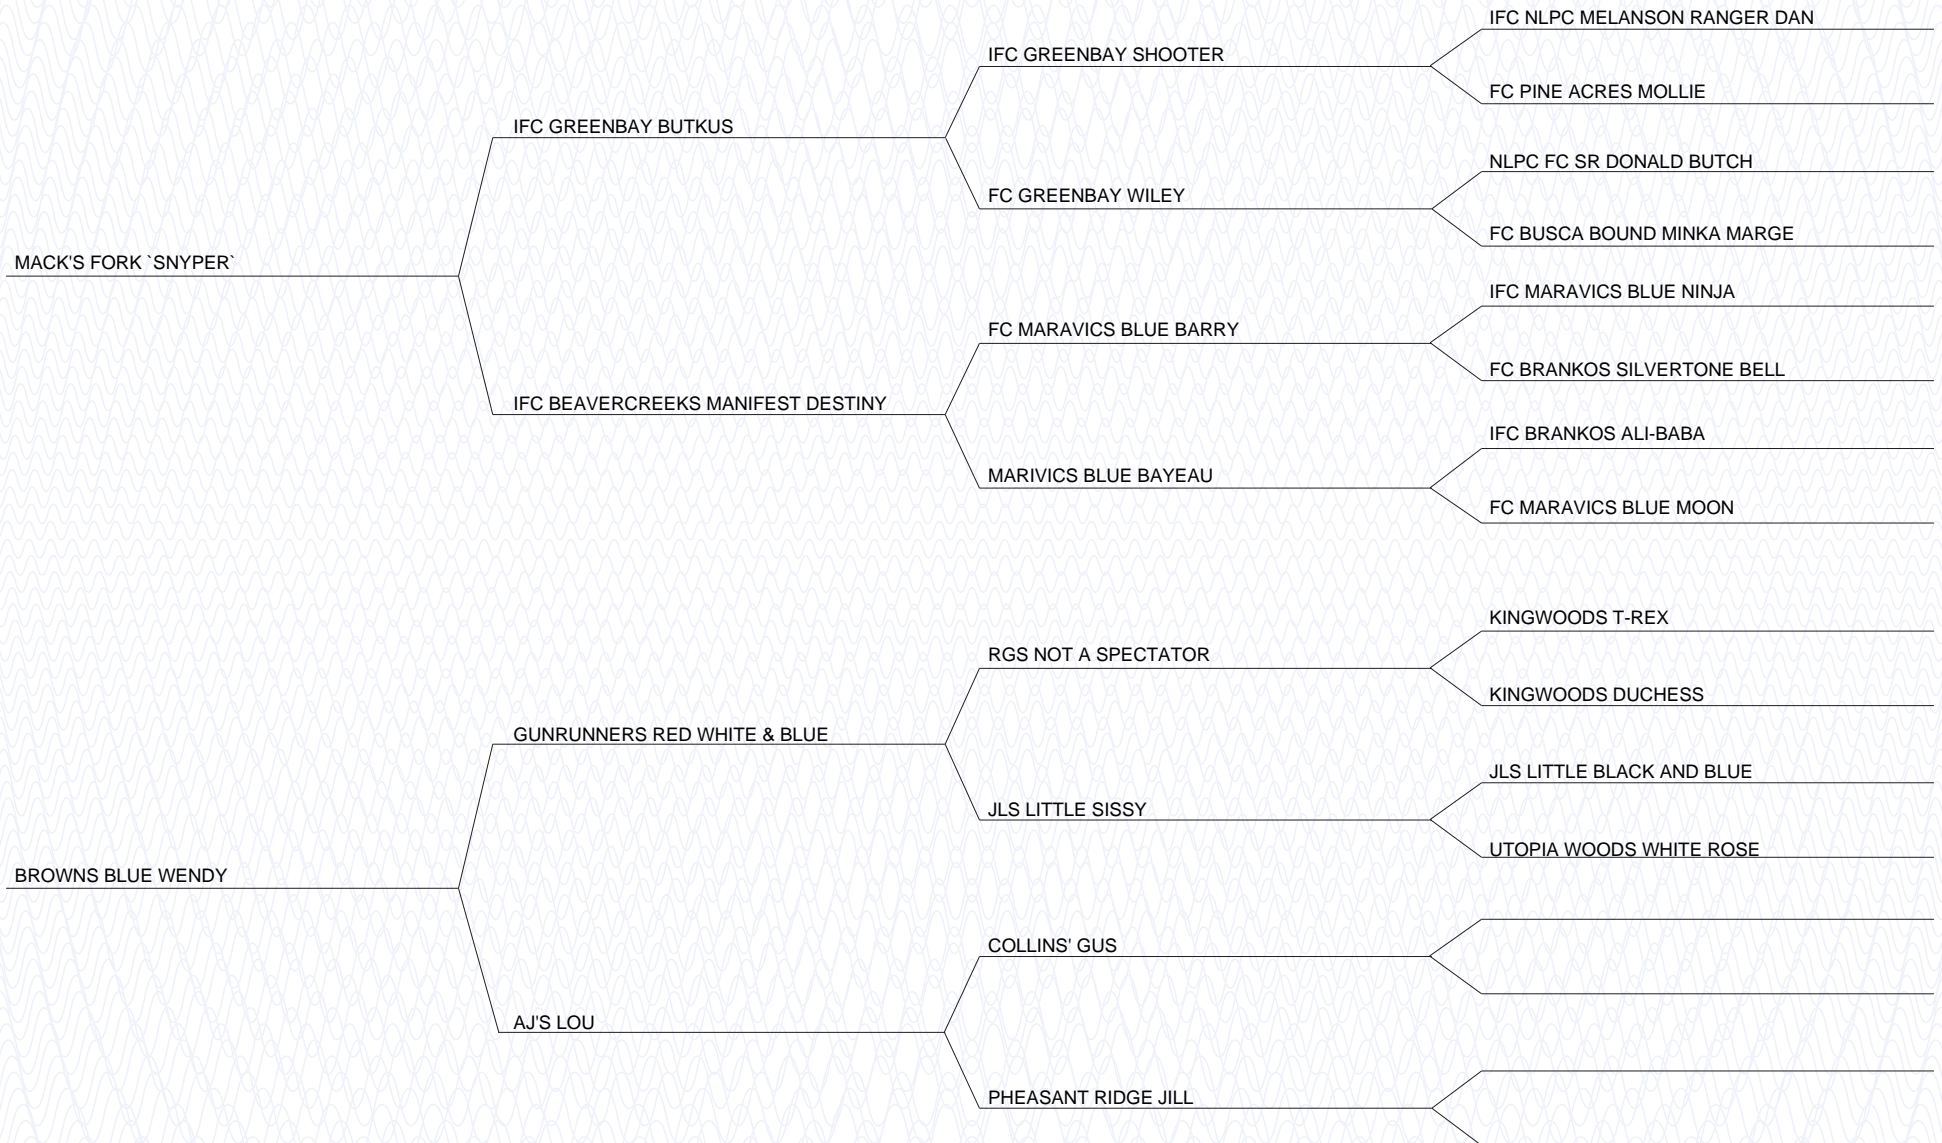 IFC NLPC MELANSON RANGER DAN
IFC GREENBAY SHOOTER
FC PINE ACRES MOLLIE
IFC GREENBAY BUTKUS
NLPC FC SR DONALD BUTCH
FC GREENBAY WILEY
FC BUSCA BOUND MINKA MARGE
MACK'S FORK `SNYPER`
IFC MARAVICS BLUE NINJA
FC MARAVICS BLUE BARRY
FC BRANKOS SILVERTONE BELL
IFC BEAVERCREEKS MANIFEST DESTINY
IFC BRANKOS ALI-BABA
MARIVICS BLUE BAYEAU
FC MARAVICS BLUE MOON
KINGWOODS T-REX
RGS NOT A SPECTATOR
KINGWOODS DUCHESS
GUNRUNNERS RED WHITE & BLUE
JLS LITTLE BLACK AND BLUE
JLS LITTLE SISSY
UTOPIA WOODS WHITE ROSE
BROWNS BLUE WENDY
COLLINS' GUS
AJ'S LOU
PHEASANT RIDGE JILL